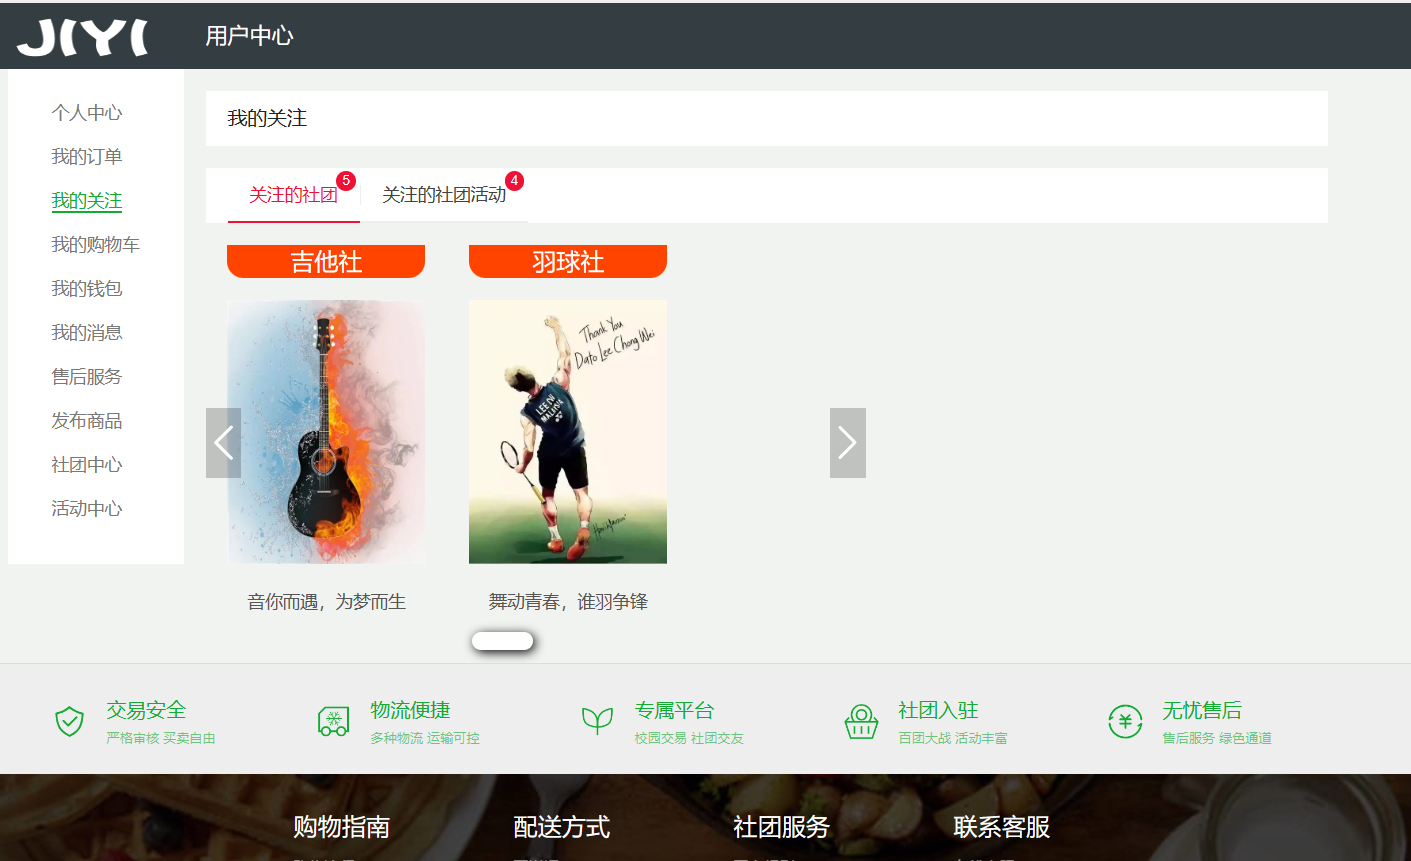 JIYI
用户中心
个人中心
我的订单
我的关注
我的购物车
我的钱包
我的消息
售后服务
发布商品
社团中心
活动中心
我的关注
关注的社团 5
关注的社团活动 4
吉他社
羽球社
Thank You
Dato Lee Chong Wei
LEE
MALAYSIA
音你而遇，为梦而生
舞动青春，谁羽争锋
交易安全
严格审核 买卖自由
物流便捷
多种物流 运输可控
专属平台
校园交易 社团交友
社团入驻
百团大战 活动丰富
无忧售后
售后服务 绿色通道
购物指南
配送方式
社团服务
联系客服